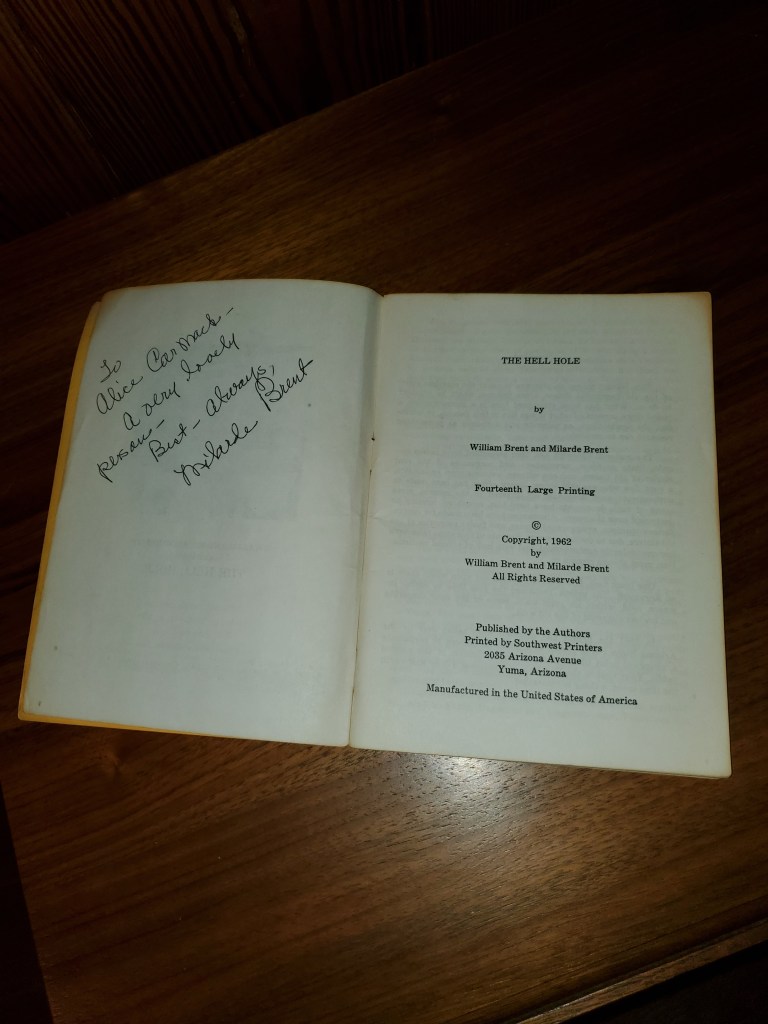 To
Alice Carmack –
a very lovely
person –
Best – always,
Milarde Brent
THE HELL HOLE
by
William Brent and Milarde Brent
Fourteenth Large Printing
©
Copyright, 1962
by
William Brent and Milarde Brent
All Rights Reserved
Published by the Authors
Printed by Southwest Printers
2035 Arizona Avenue
Yuma, Arizona
Manufactured in the United States of America